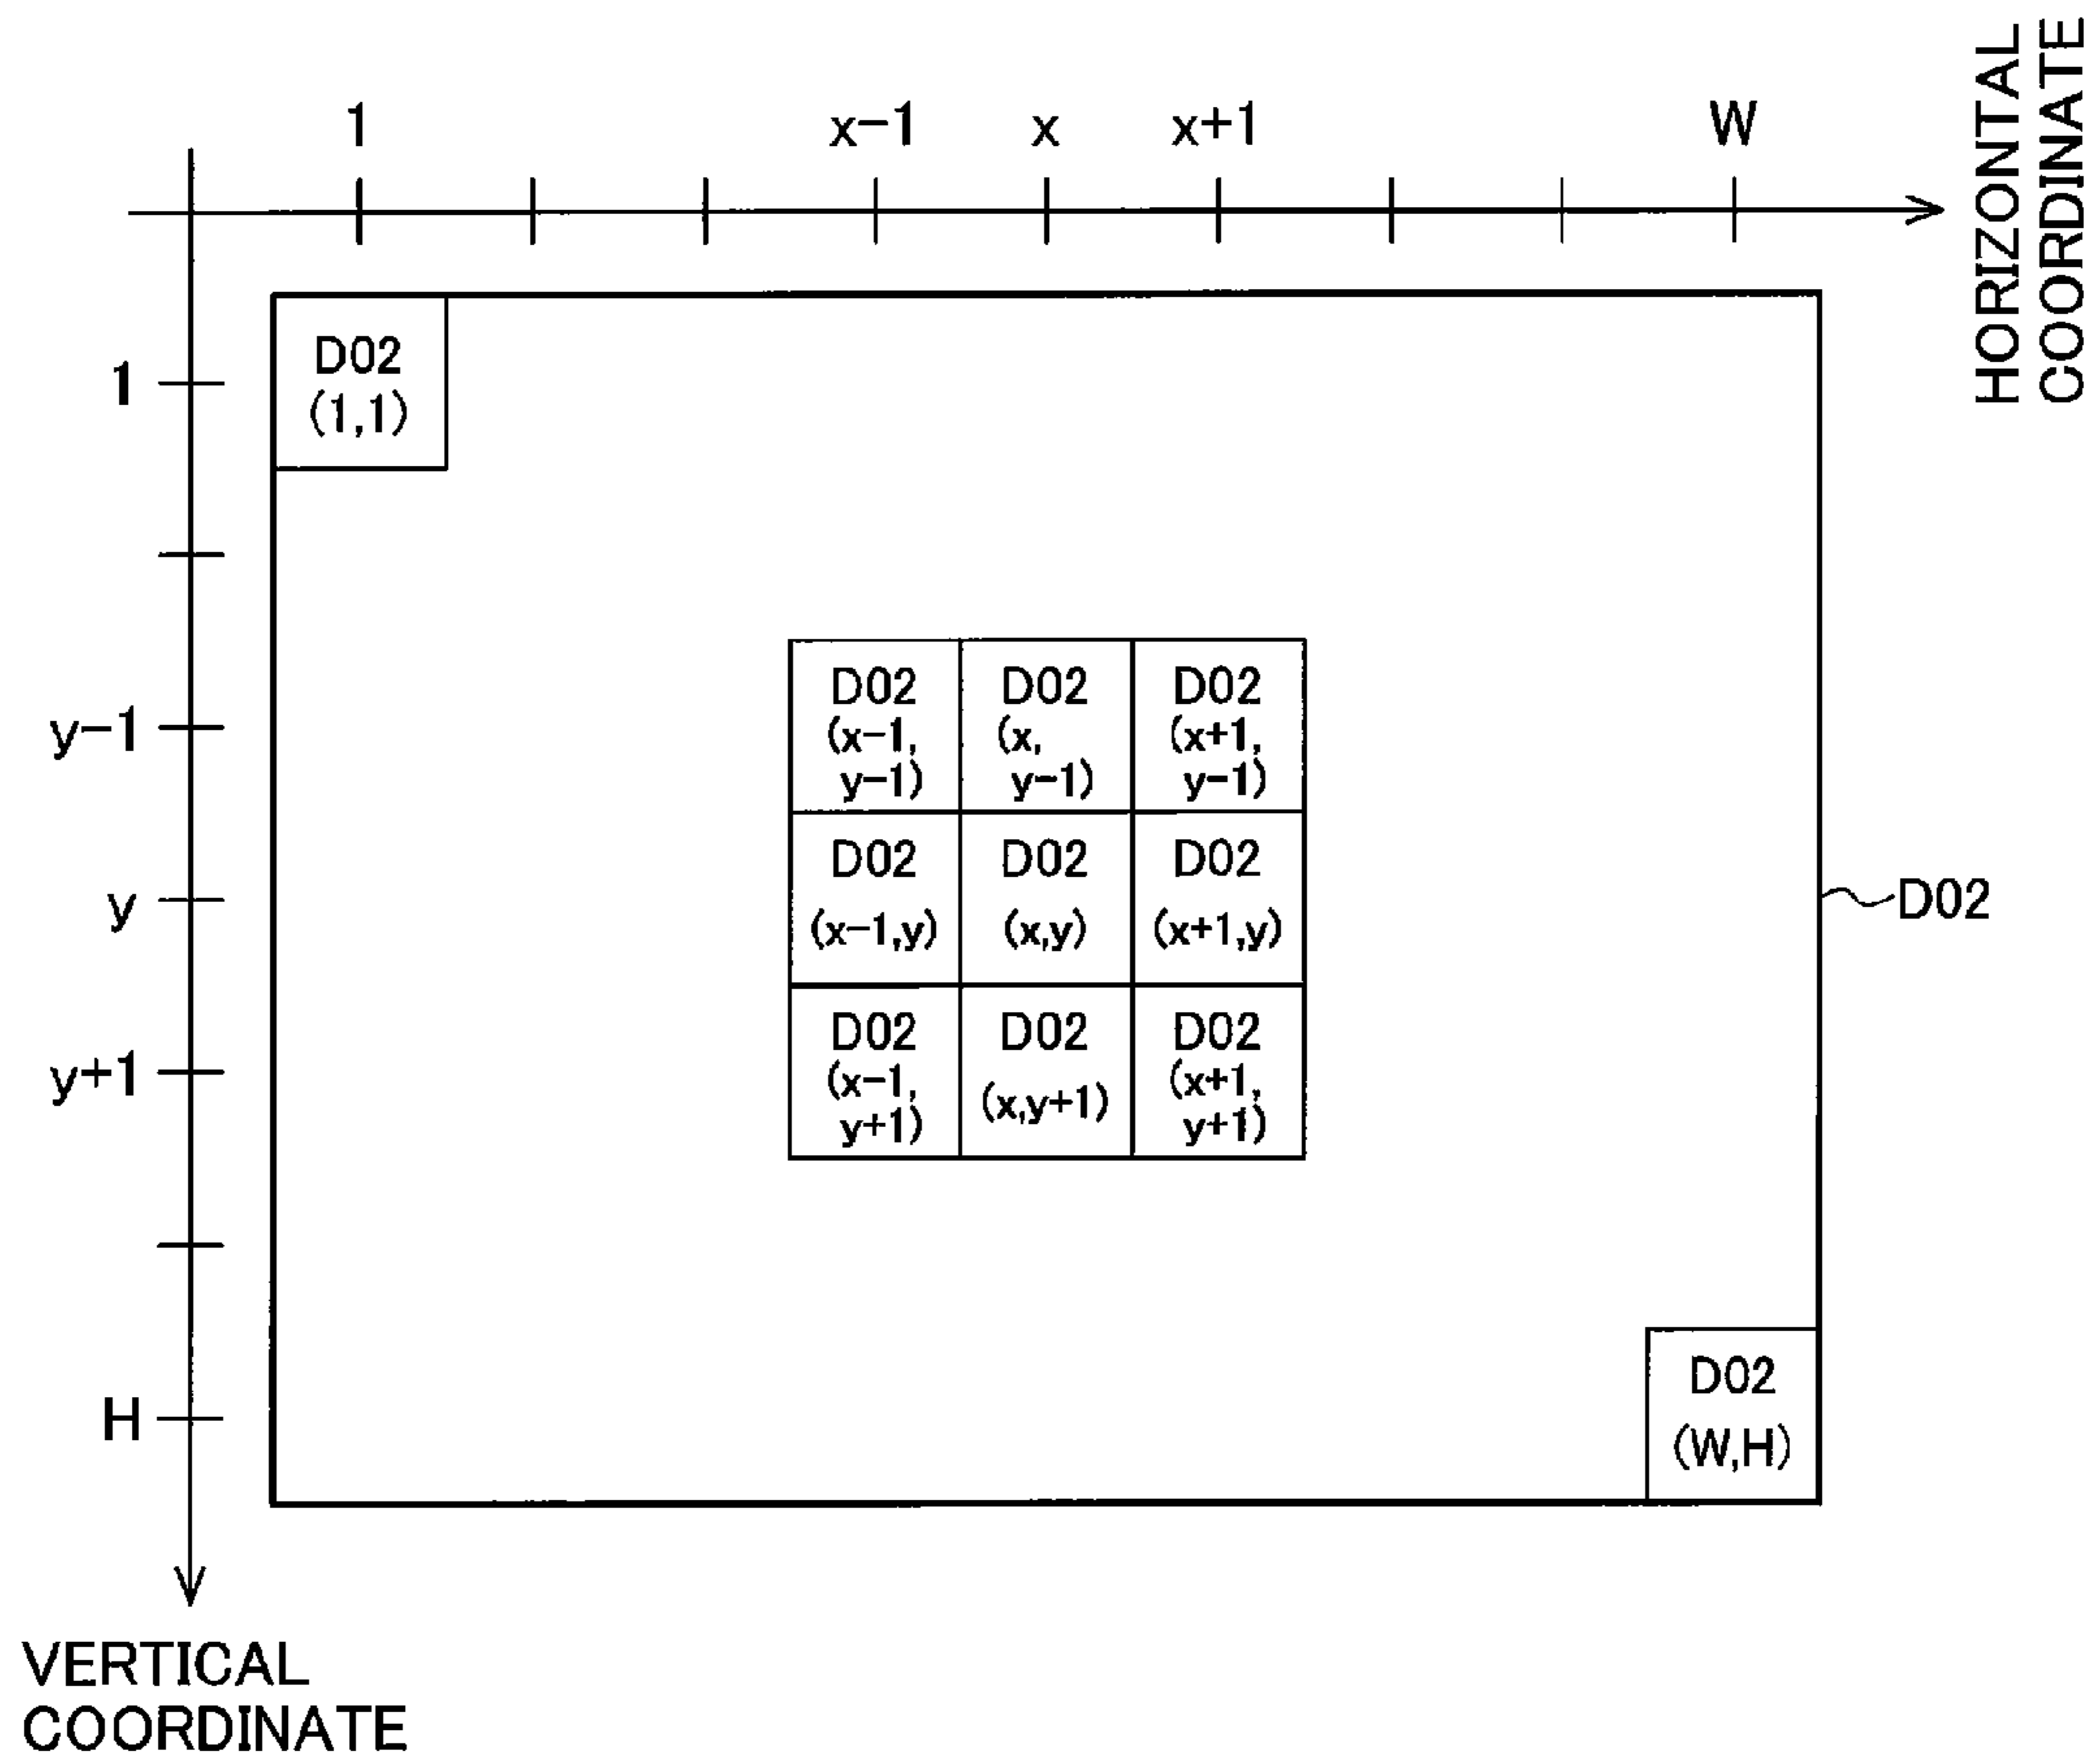 HORIZONTAL
COORDINATE
1
x-1
x
x+1
W
1
y-1
y
y+1
H
D02
(1,1)
D02
(x-1,
y-1)
D02
(x,
y-1)
D02
(x+1,
y-1)
D02
(x-1,y)
D02
(x,y)
D02
(x+1,y)
D02
(x-1,
y+1)
D02
(x,y+1)
D02
(x+1,
y+1)
D02
D02
(W,H)
VERTICAL
COORDINATE